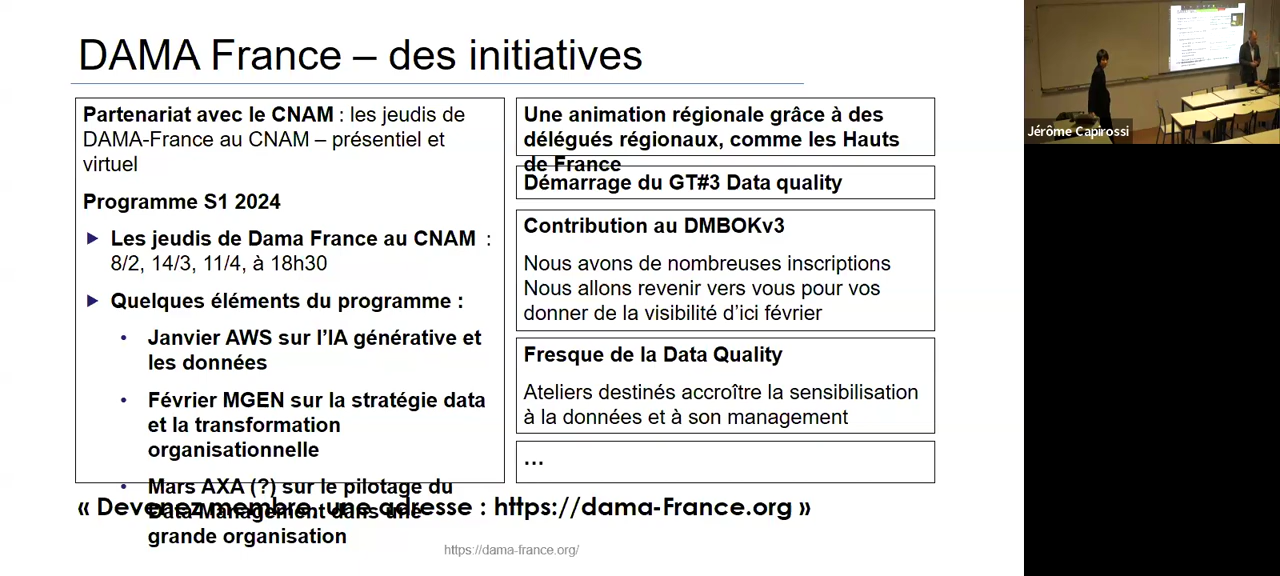 DAMA France – des initiatives
Partenariat avec le CNAM : les jeudis de
DAMA-France au CNAM – présentiel et
virtuel
Programme S1 2024
Les jeudis de Dama France au CNAM :
8/2, 14/3, 11/4, à 18h30
Quelques éléments du programme :
Janvier AWS sur l’IA générative et
les données
Février MGEN sur la stratégie data
et la transformation
organisationnelle
Mars AXA (?) sur le pilotage du
Data Management dans une
grande organisation
Une animation régionale grâce à des
délégués régionaux, comme les Hauts
de France
Démarrage du GT#3 Data quality
Contribution au DMBOKv3
Nous avons de nombreuses inscriptions
Nous allons revenir vers vous pour vos
donner de la visibilité d’ici février
Fresque de la Data Quality
Ateliers destinés accroître la sensibilisation
à la données et à son management
…
« Devenez membre, une adresse : https://dama-France.org »
https://dama-france.org/
Jérôme Capirossi